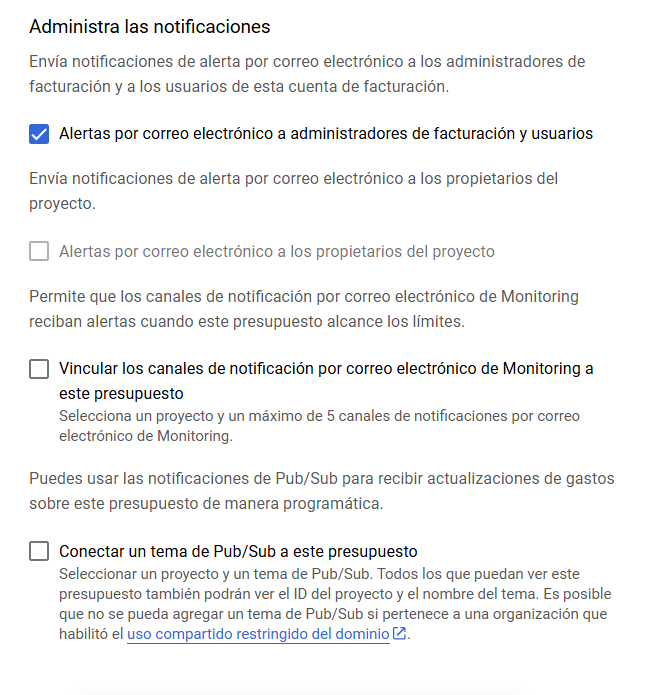 Administra las notificaciones
Envía notificaciones de alerta por correo electrónico a los administradores de
facturación y a los usuarios de esta cuenta de facturación.
Alertas por correo electrónico a administradores de facturación y usuarios
Envía notificaciones de alerta por correo electrónico a los propietarios del
proyecto.
Alertas por correo electrónico a los propietarios del proyecto
Permite que los canales de notificación por correo electrónico de Monitoring
reciban alertas cuando este presupuesto alcance los límites.
Vincular los canales de notificación por correo electrónico de Monitoring a
este presupuesto
Selecciona un proyecto y un máximo de 5 canales de notificaciones por correo
electrónico de Monitoring.
Puedes usar las notificaciones de Pub/Sub para recibir actualizaciones de gastos
sobre este presupuesto de manera programática.
Conectar un tema de Pub/Sub a este presupuesto
Seleccionar un proyecto y un tema de Pub/Sub. Todos los que puedan ver este
presupuesto también podrán ver el ID del proyecto y el nombre del tema. Es posible
que no se pueda agregar un tema de Pub/Sub si pertenece a una organización que
habilitó el uso compartido restringido del dominio.